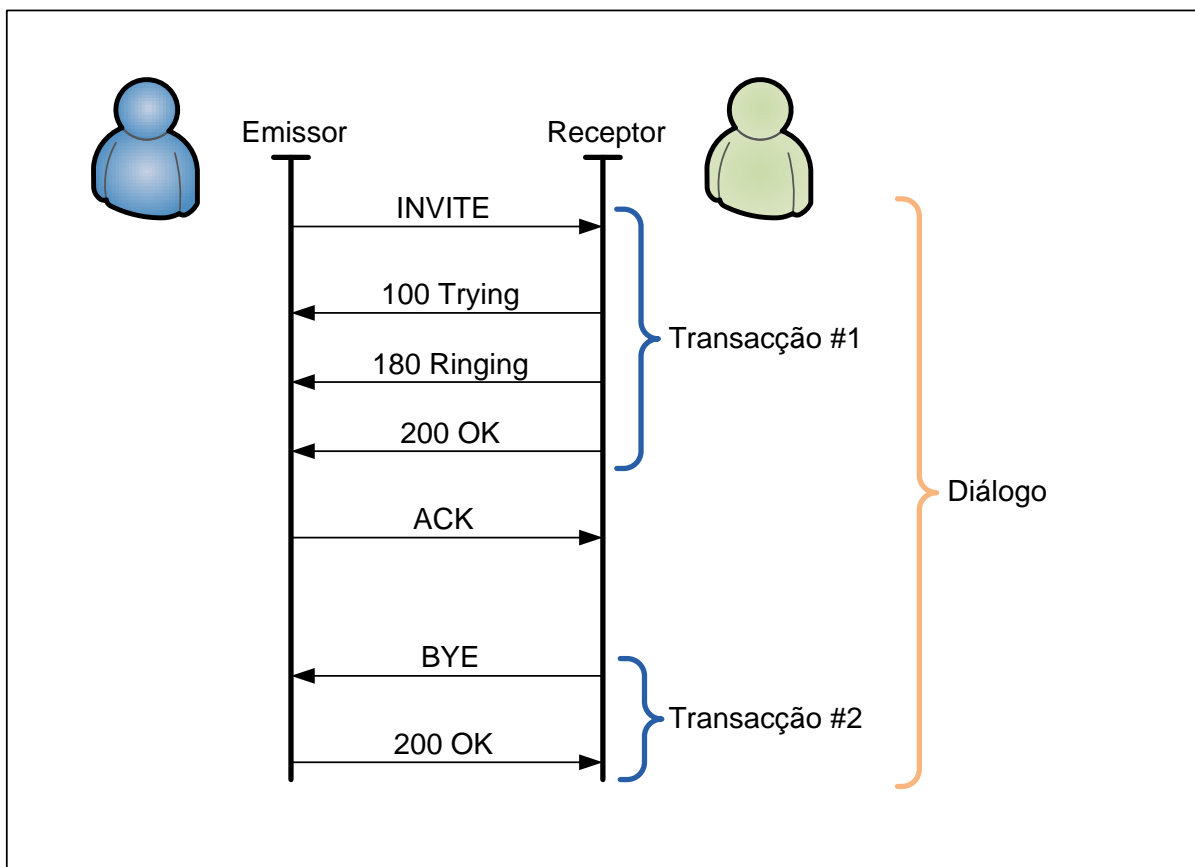 Emissor
Receptor
INVITE
100 Trying
180 Ringing
Transacção #1
200 OK
Diálogo
ACK
BYE
Transacção #2
200 OK